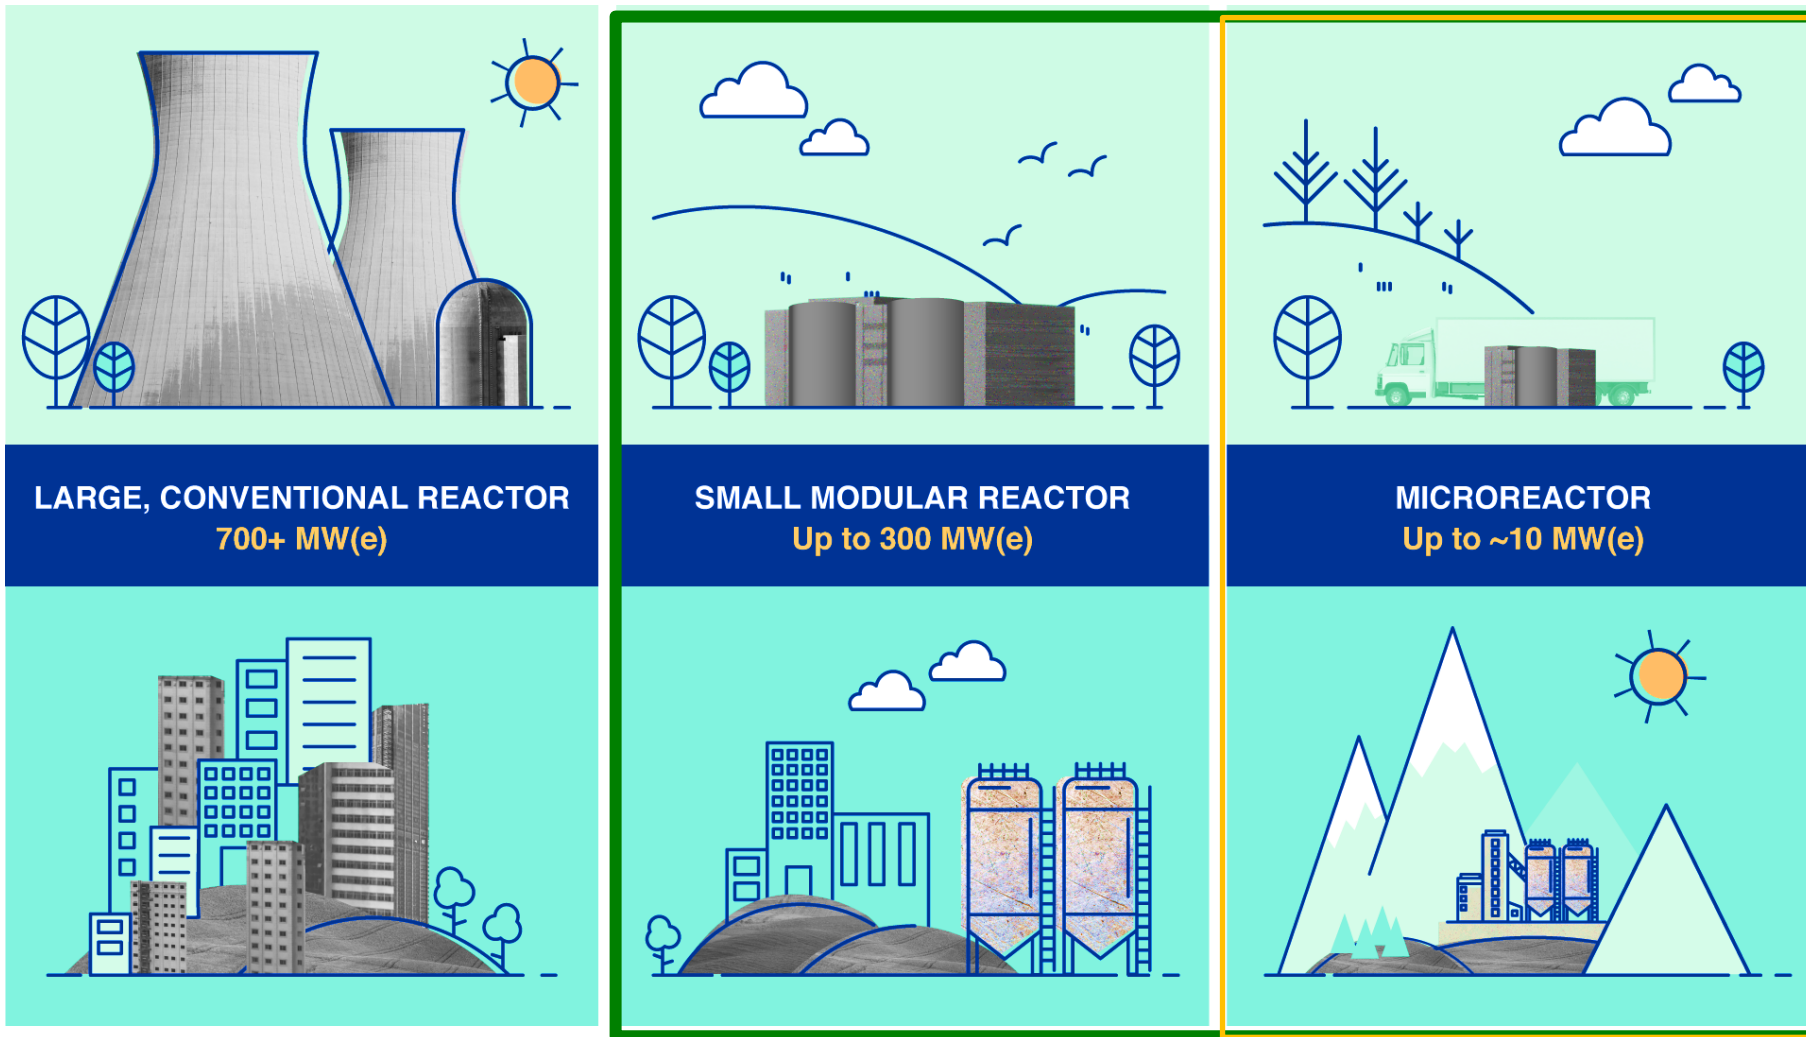 LARGE, CONVENTIONAL REACTOR
700+ MW(e)
SMALL MODULAR REACTOR
Up to 300 MW(e)
MICROREACTOR
Up to ~10 MW(e)